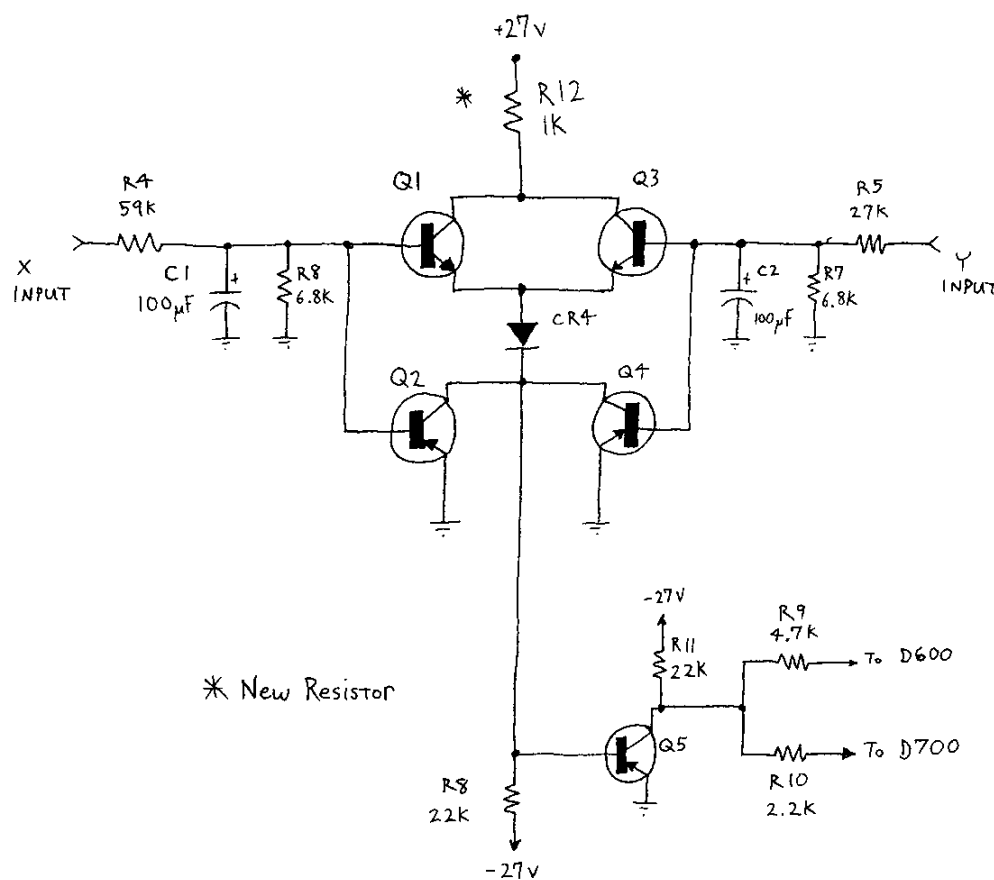 +27V
*
R12
1K
Q1
Q3
R4
59K
R5
27K
X
INPUT
C1
100µF
+
R8
6.8K
CR4
+
C2
100µF
R7
6.8K
Y
INPUT
Q2
Q4
-27V
R11
22K
R9
4.7K
To D600
* New Resistor
Q5
To D700
R10
2.2K
R8
22K
-27V